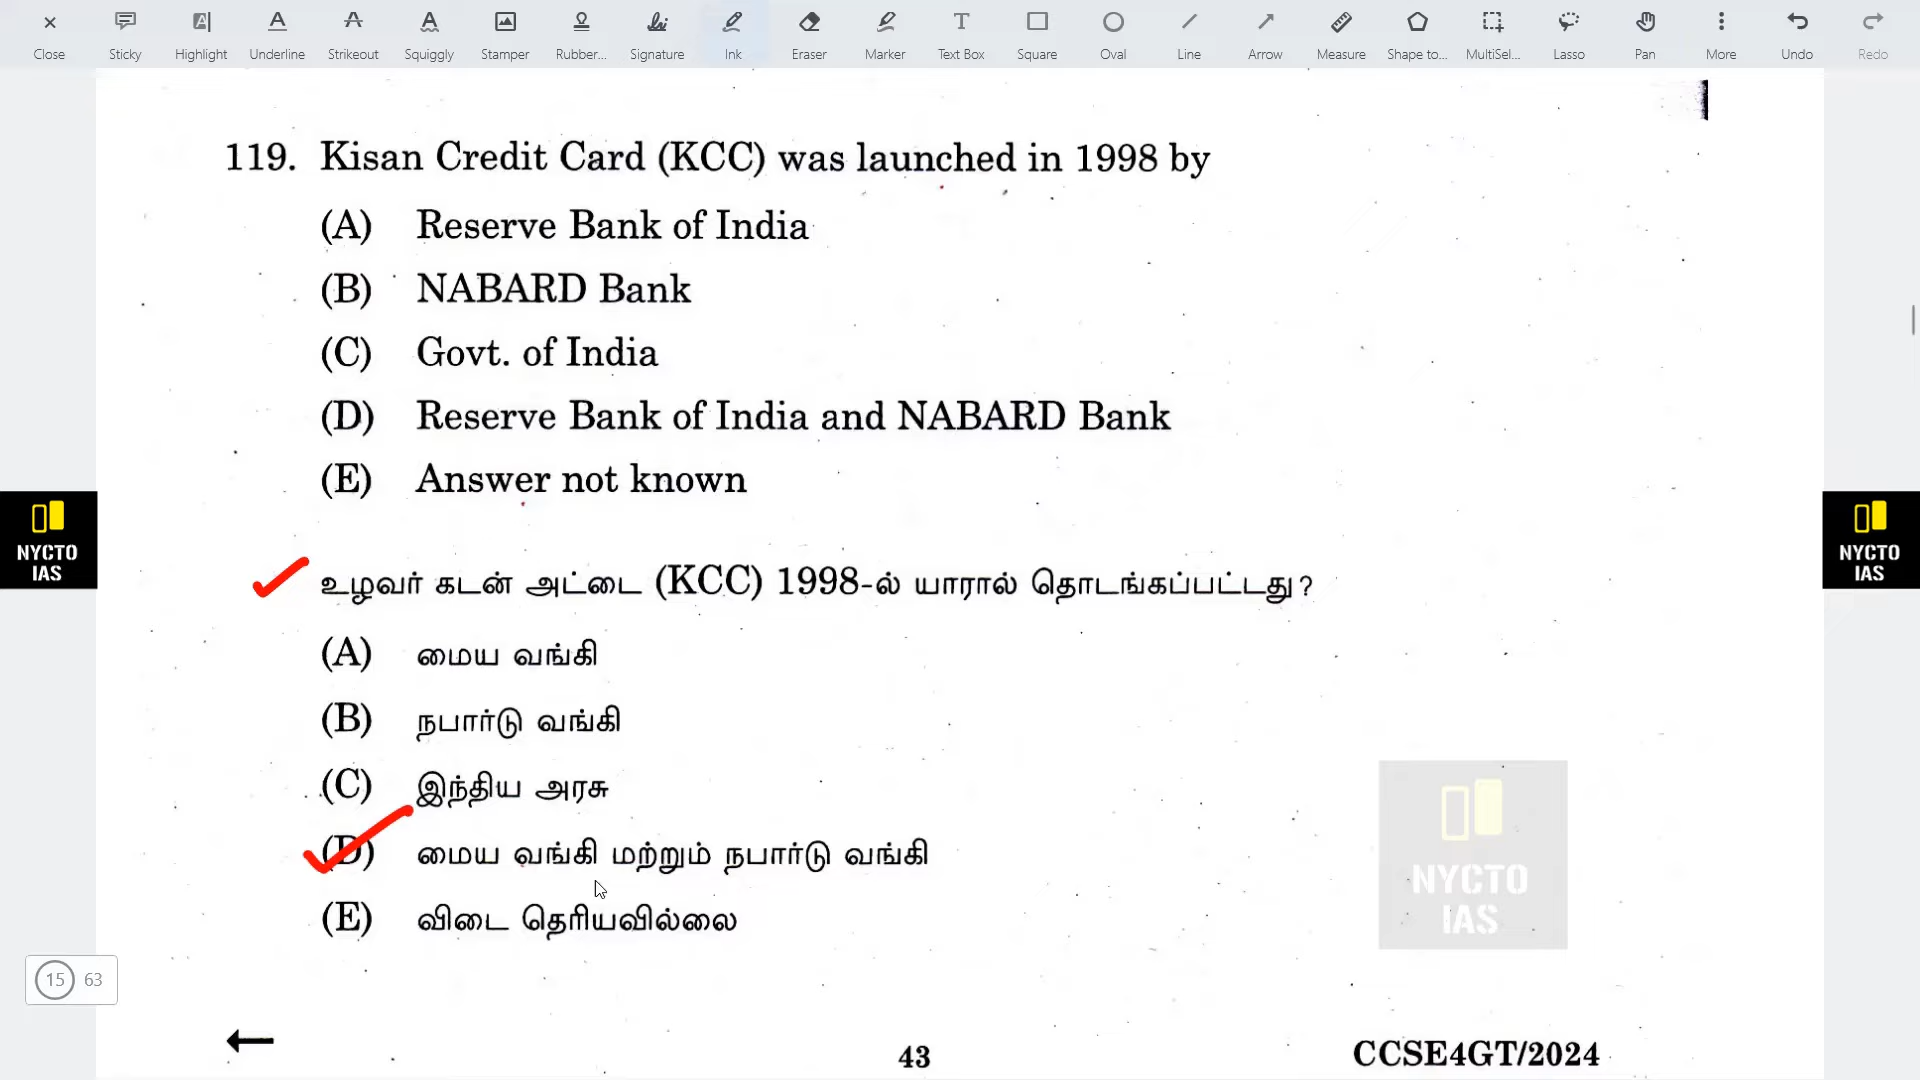 Close
Sticky
Highlight
Underline
Strikeout
Squiggly
Stamper
Rubber...
Signature
Ink
Eraser
Marker
Text Box
Square
Oval
Line
Arrow
Measure
Shape to...
MultiSel...
Lasso
Pan
More
Undo
Redo
119. Kisan Credit Card (KCC) was launched in 1998 by
(A) Reserve Bank of India
(B) NABARD Bank
(C) Govt. of India
(D) Reserve Bank of India and NABARD Bank
(E) Answer not known
உழவர் கடன் அட்டை (KCC) 1998-ல் யாரால் தொடங்கப்பட்டது?
(A) மைய வங்கி
(B) நபார்டு வங்கி
(C) இந்திய அரசு
(D) மைய வங்கி மற்றும் நபார்டு வங்கி
(E) விடை தெரியவில்லை
NYCTO
IAS
NYCTO
IAS
NYCTO
IAS
15 63
43
CCSE4GT/2024